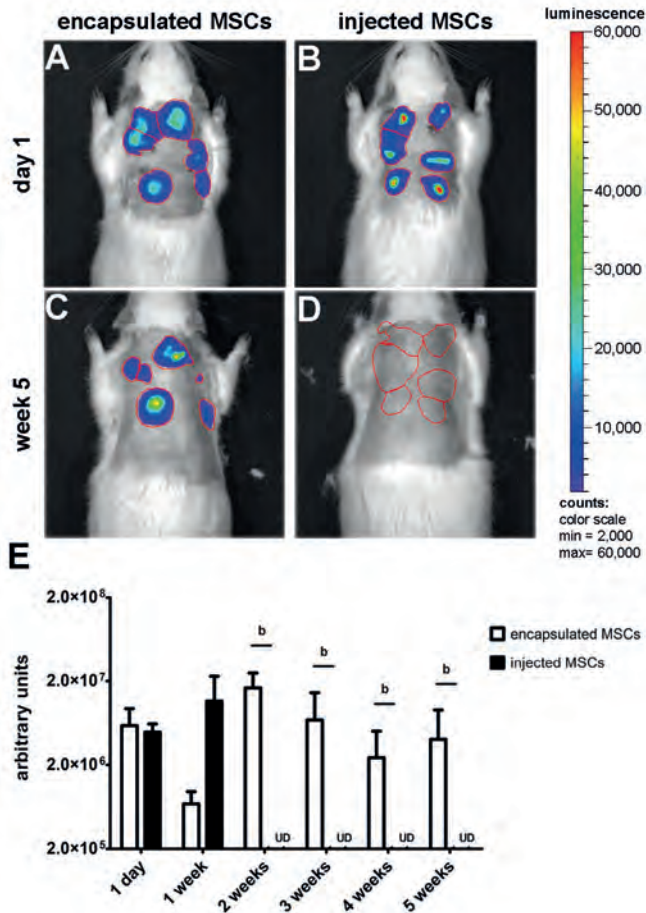 encapsulated MSCs
injected MSCs
luminescence
A
B
day 1
C
D
week 5
60,000
50,000
40,000
30,000
20,000
10,000
counts:
color scale
min = 2,000
max= 60,000
E
arbitrary units
2.0×10⁸
2.0×10⁷
2.0×10⁶
2.0×10⁵
b
b
b
b
UD
UD
UD
UD
1 day
1 week
2 weeks
3 weeks
4 weeks
5 weeks
encapsulated MSCs
injected MSCs